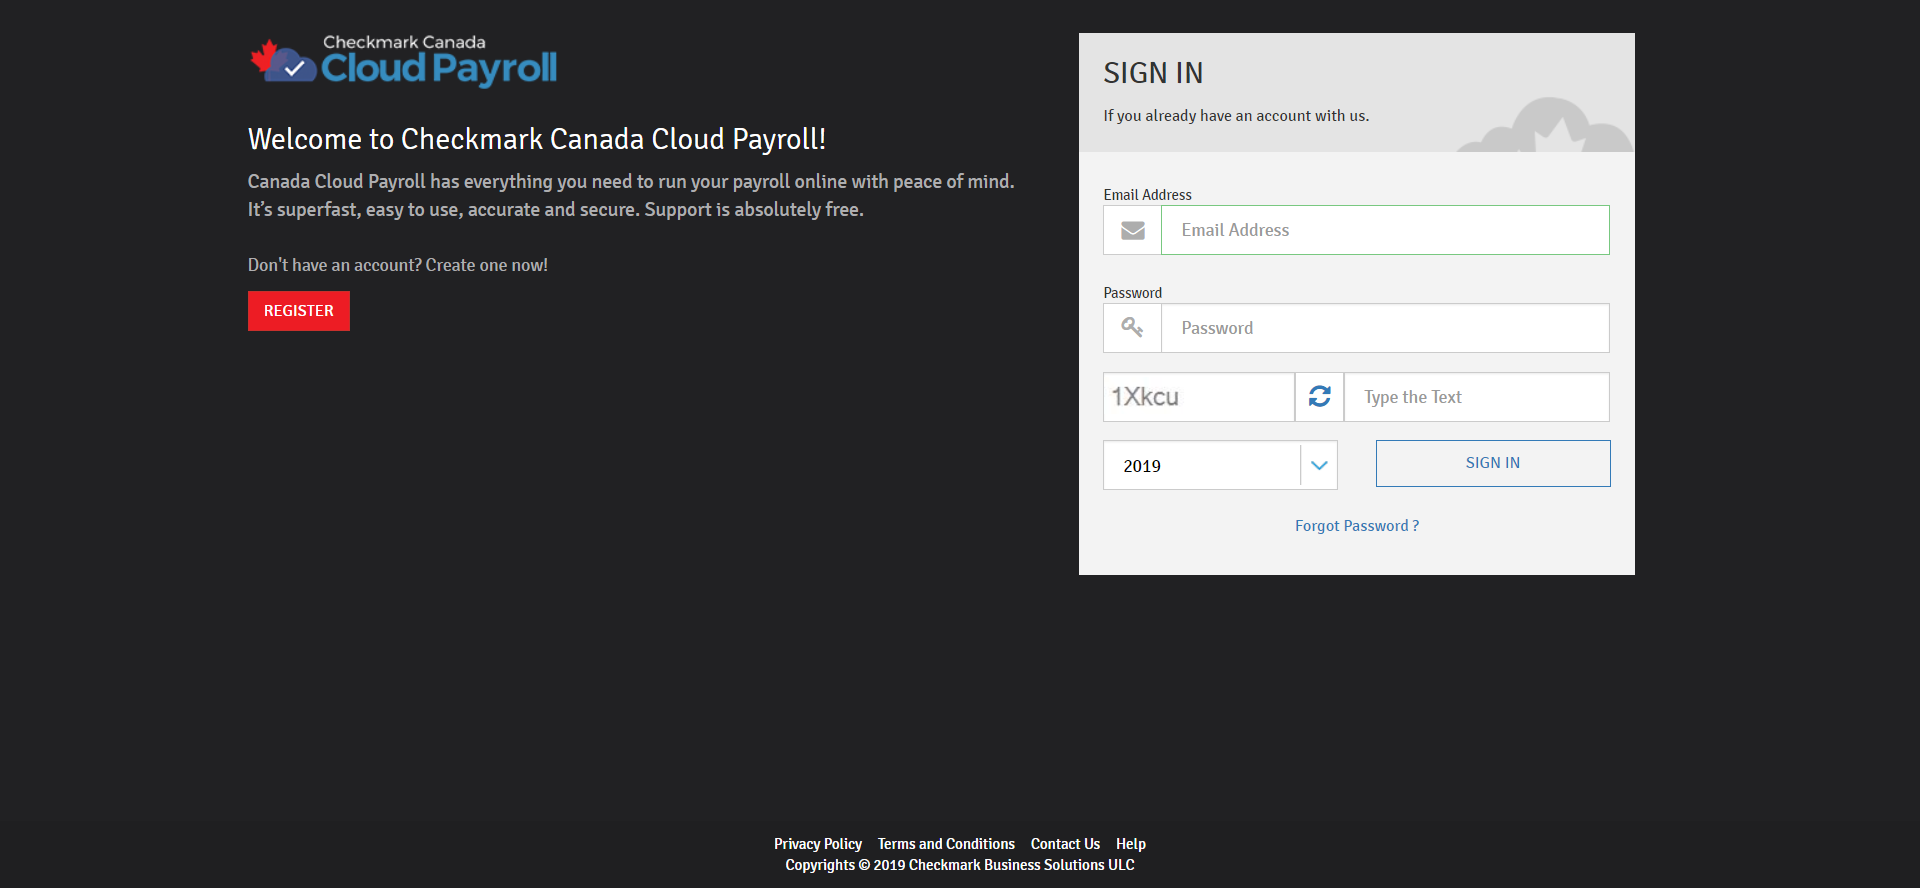 Checkmark Canada
Cloud Payroll
Welcome to Checkmark Canada Cloud Payroll!
Canada Cloud Payroll has everything you need to run your payroll online with peace of mind.
It’s superfast, easy to use, accurate and secure. Support is absolutely free.
Don't have an account? Create one now!
REGISTER
SIGN IN
If you already have an account with us.
Email Address
Email Address
Password
Password
1Xkcu
Type the Text
2019
SIGN IN
Forgot Password ?
Privacy Policy Terms and Conditions Contact Us Help
Copyrights © 2019 Checkmark Business Solutions ULC